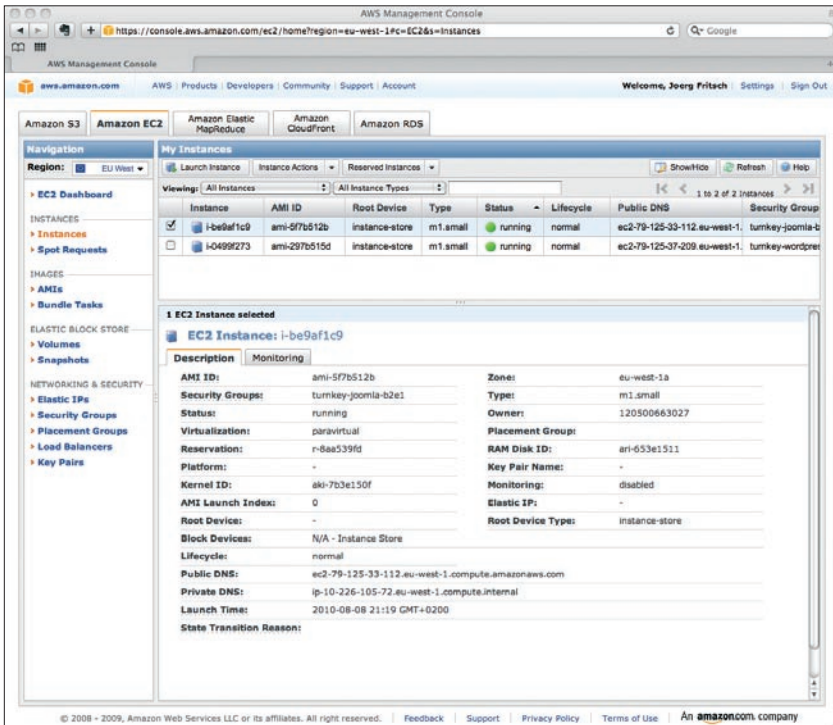 AWS Management Console
https://console.aws.amazon.com/ec2/home?region=eu-west-1#c=EC2&s=Instances
Google
AWS Management Console
aws.amazon.com AWS | Products | Developers | Community | Support | Account Welcome, Joerg Fritsch | Settings | Sign Out
Amazon S3 Amazon EC2 Amazon Elastic MapReduce Amazon CloudFront Amazon RDS
Navigation
Region: EU West
EC2 Dashboard
INSTANCES
Instances
Spot Requests
IMAGES
AMIs
Bundle Tasks
ELASTIC BLOCK STORE
Volumes
Snapshots
NETWORKING & SECURITY
Elastic IPs
Security Groups
Placement Groups
Load Balancers
Key Pairs
My Instances
Launch Instance Instance Actions Reserved Instances Show/Hide Refresh Help
Viewing: All Instances All Instance Types 1 to 2 of 2 Instances
Instance AMI ID Root Device Type Status Lifecycle Public DNS Security Group
i-be9af1c9 ami-5f7b512b instance-store m1.small running normal ec2-79-125-33-112.eu-west-1. turnkey-joomla-b
i-0499f273 ami-297b515d instance-store m1.small running normal ec2-79-125-37-209.eu-west-1. turnkey-wordpres
1 EC2 Instance selected
EC2 Instance: i-be9af1c9
Description Monitoring
AMI ID: ami-5f7b512b Zone: eu-west-1a
Security Groups: turnkey-joomla-b2e1 Type: m1.small
Status: running Owner: 120500663027
Virtualization: paravirtual Placement Group:
Reservation: r-8aa539fd RAM Disk ID: ari-653e1511
Platform: - Key Pair Name: -
Kernel ID: aki-7b3e150f Monitoring: disabled
AMI Launch Index: 0 Elastic IP: -
Root Device: - Root Device Type: instance-store
Block Devices: N/A - Instance Store
Lifecycle: normal
Public DNS: ec2-79-125-33-112.eu-west-1.compute.amazonaws.com
Private DNS: ip-10-226-105-72.eu-west-1.compute.internal
Launch Time: 2010-08-08 21:19 GMT+0200
State Transition Reason:
© 2008 - 2009, Amazon Web Services LLC or its affiliates. All right reserved. | Feedback | Support | Privacy Policy | Terms of Use | An amazon.com. company